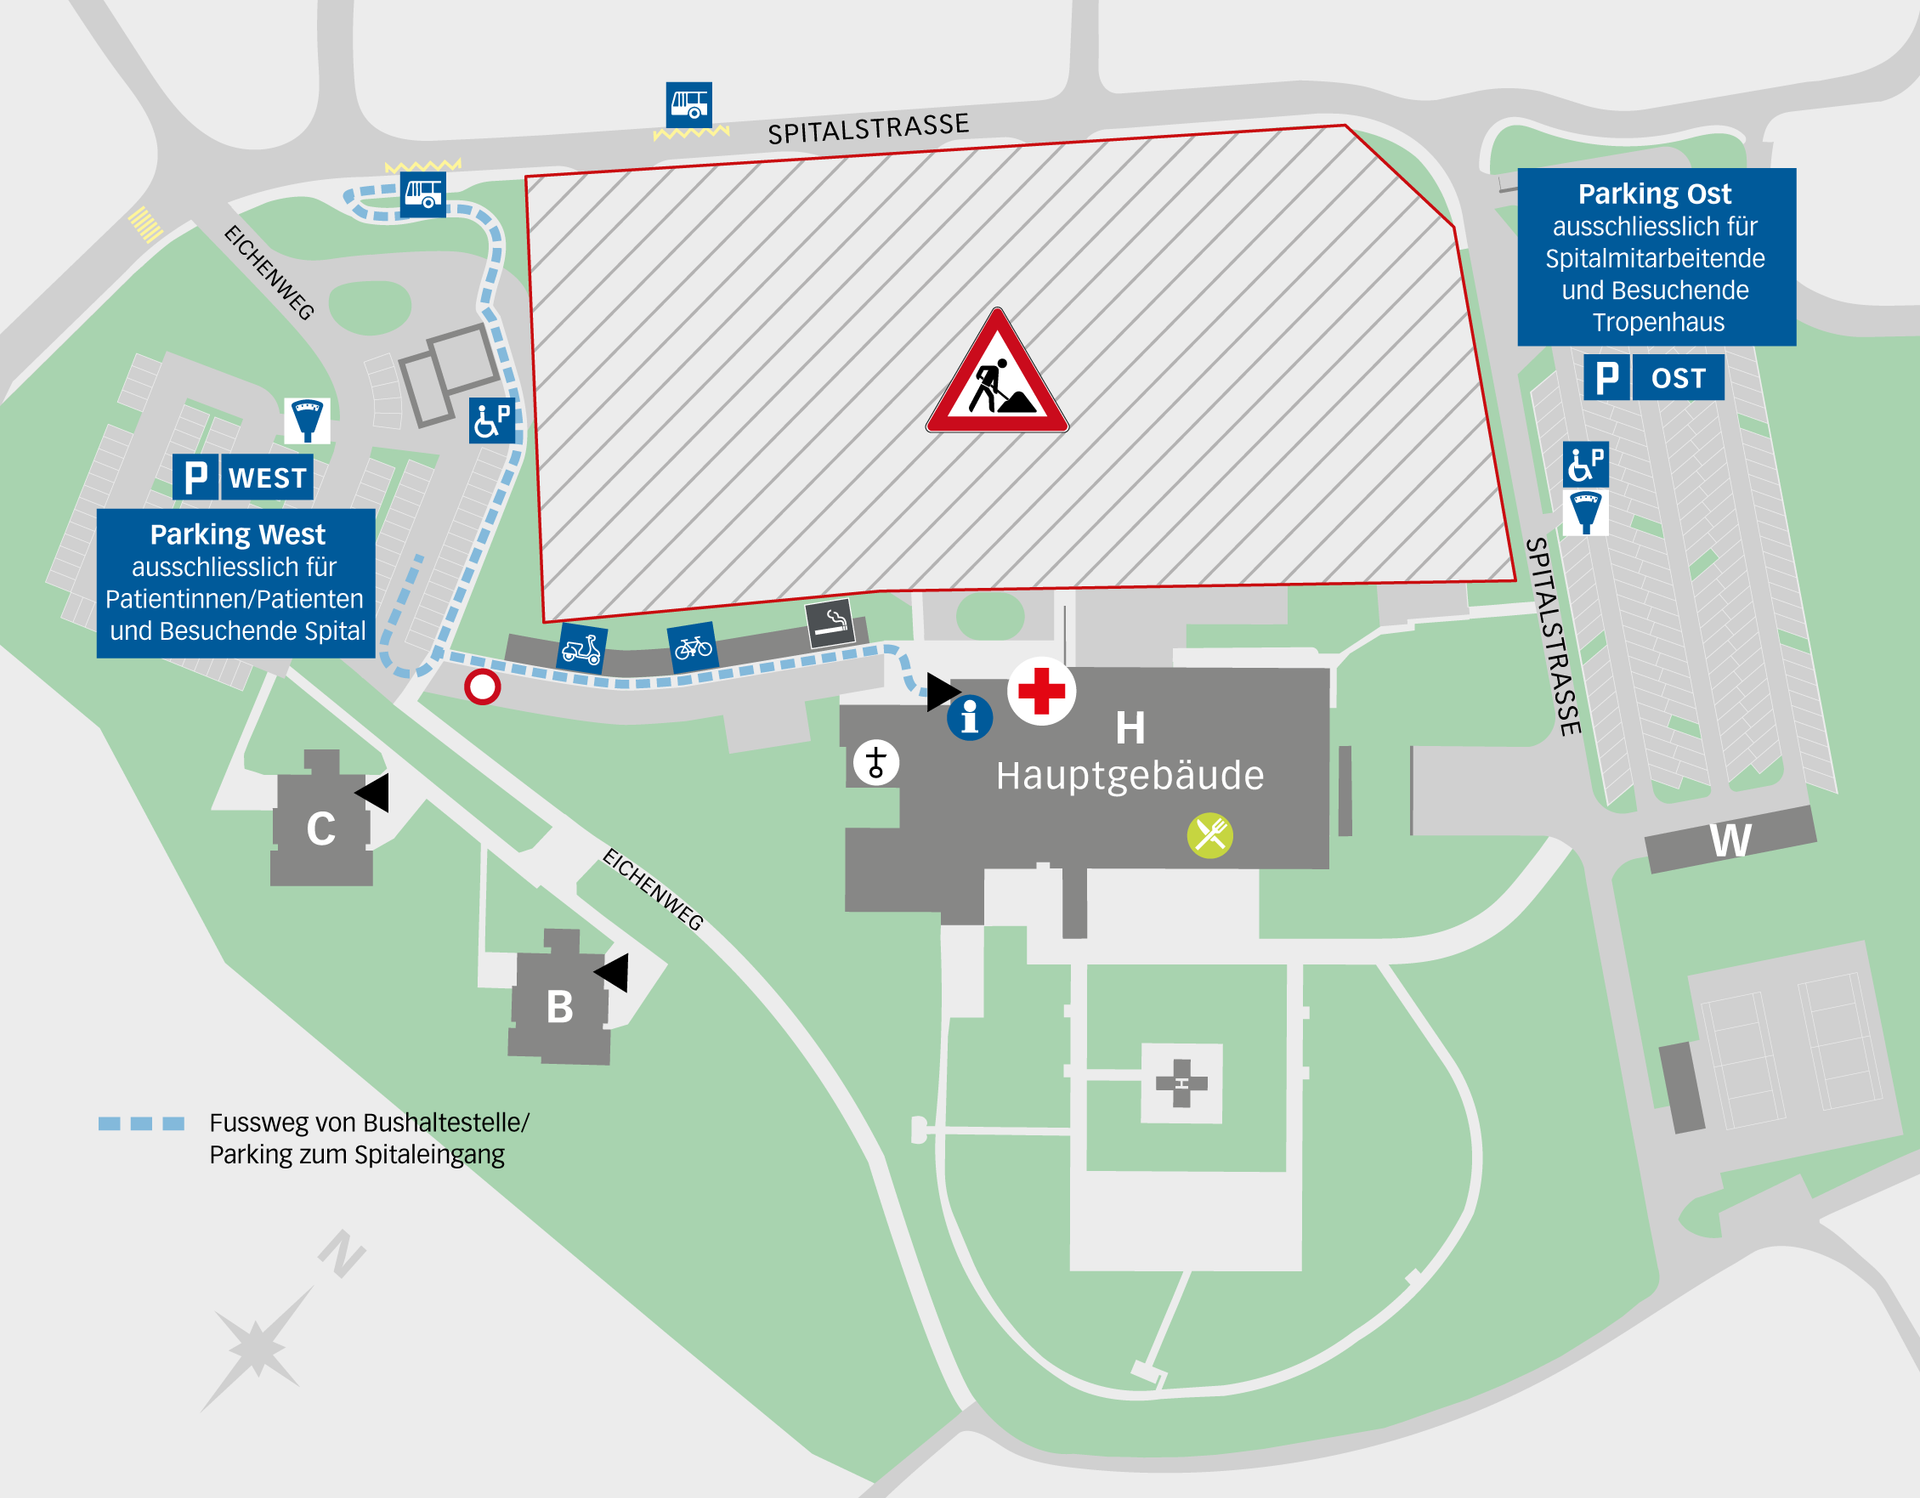 SPITALSTRASSE
Parking Ost
ausschliesslich für
Spitalmitarbeitende
und Besuchende
Tropenhaus
P OST
EICHENWEG
P
P WEST
Parking West
ausschliesslich für
Patientinnen/Patienten
und Besuchende Spital
P
SPITALSTRASSE
i
H
Hauptgebäude
C
W
EICHENWEG
B
H
Fussweg von Bushaltestelle/
Parking zum Spitaleingang
N